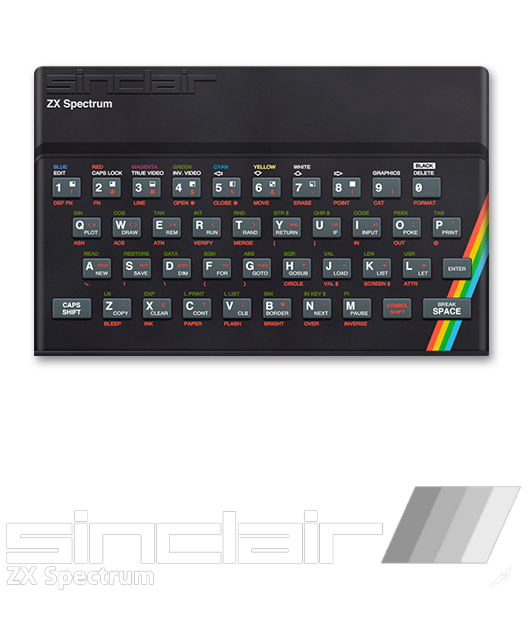 sinclair
ZX Spectrum
BLUE RED MAGENTA GREEN CYAN YELLOW WHITE BLACK
EDIT CAPS LOCK TRUE VIDEO INV. VIDEO GRAPHICS DELETE
1 2 3 4 5 6 7 8 9 0
DEF FN FN LINE OPEN # CLOSE # MOVE ERASE POINT CAT FORMAT
SIN COS TAN INT RND STR $ CHR $ CODE PEEK TAB
Q W E R T Y U I O P
PLOT DRAW REM RUN RAND RETURN IF INPUT POKE PRINT
ASN ACS ATN VERIFY MERGE [ ] IN OUT ©
READ RESTORE DATA SGN ABS SQR VAL LEN USR
A S D F G H J K L ENTER
NEW SAVE DIM FOR GOTO GOSUB LOAD LIST LET
~ | \ { } CIRCLE VAL $ SCREEN $ ATTR
LN EXP L PRINT L LIST BIN IN KEY $ PI
CAPS SHIFT Z X C V B N M SYMBOL SHIFT BREAK SPACE
COPY CLEAR CONT CLS BORDER NEXT PAUSE
BLEEP INK PAPER FLASH BRIGHT OVER INVERSE
sinclair
ZX Spectrum